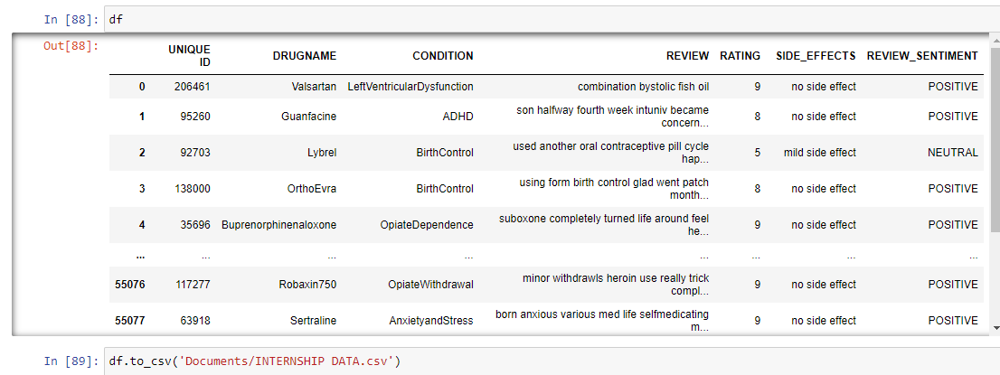 In [88]: df
Out[88]:
UNIQUE ID DRUGNAME CONDITION REVIEW RATING SIDE_EFFECTS REVIEW_SENTIMENT
0 206461 Valsartan LeftVentricularDysfunction combination bystolic fish oil 9 no side effect POSITIVE
1 95260 Guanfacine ADHD son halfway fourth week intuniv became concern... 8 no side effect POSITIVE
2 92703 Lybrel BirthControl used another oral contraceptive pill cycle hap... 5 mild side effect NEUTRAL
3 138000 OrthoEvra BirthControl using form birth control glad went patch month... 8 no side effect POSITIVE
4 35696 Buprenorphinenaloxone OpiateDependence suboxone completely turned life around feel he... 9 no side effect POSITIVE
... ... ... ... ... ... ... ...
55076 117277 Robaxin750 OpiateWithdrawal minor withdrawls heroin use really trick compl... 9 no side effect POSITIVE
55077 63918 Sertraline AnxietyandStress born anxious various med life selfmedicating m... 9 no side effect POSITIVE
In [89]: df.to_csv('Documents/INTERNSHIP DATA.csv')